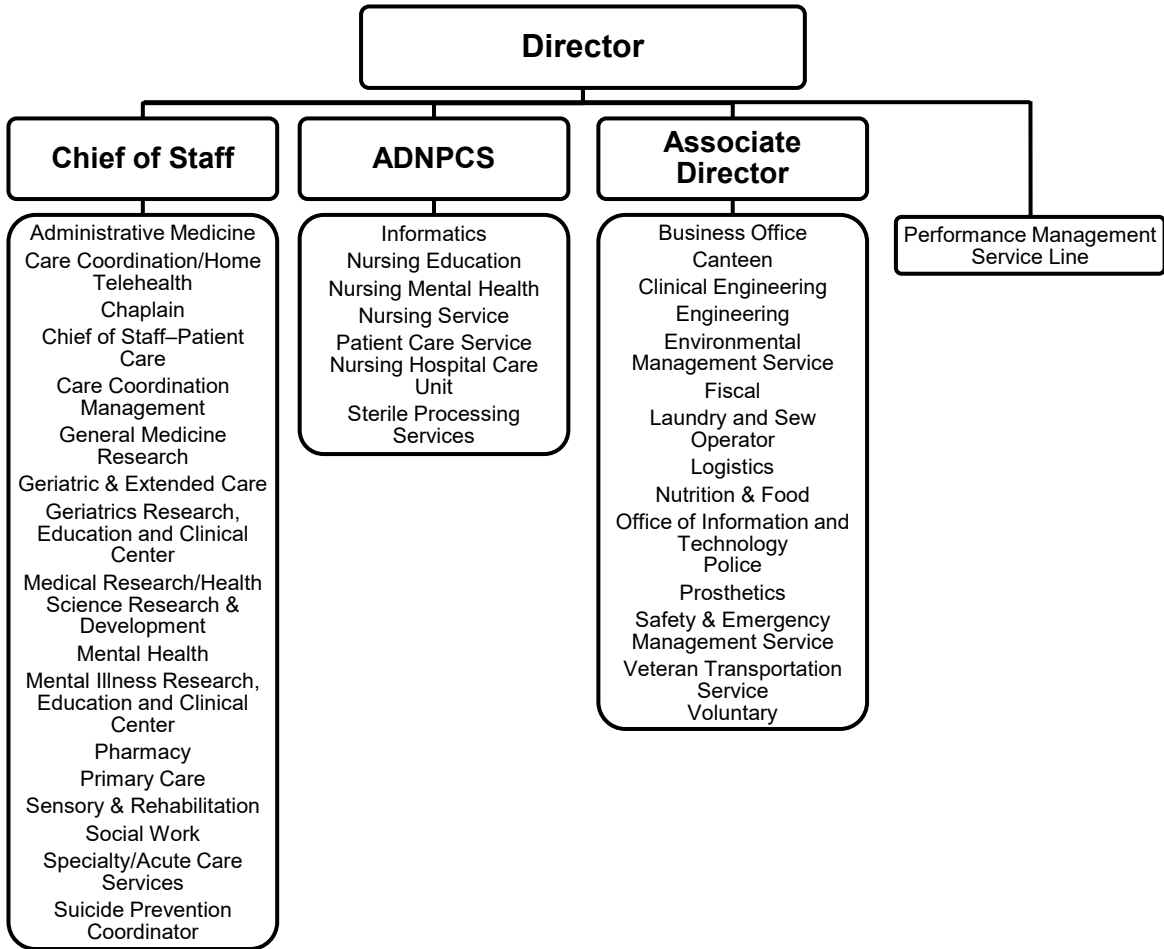 Director
Chief of Staff
Administrative Medicine
Care Coordination/Home
Telehealth
Chaplain
Chief of Staff–Patient
Care
Care Coordination
Management
General Medicine
Research
Geriatric & Extended Care
Geriatrics Research,
Education and Clinical
Center
Medical Research/Health
Science Research &
Development
Mental Health
Mental Illness Research,
Education and Clinical
Center
Pharmacy
Primary Care
Sensory & Rehabilitation
Social Work
Specialty/Acute Care
Services
Suicide Prevention
Coordinator
ADNPCS
Informatics
Nursing Education
Nursing Mental Health
Nursing Service
Patient Care Service
Nursing Hospital Care
Unit
Sterile Processing
Services
Associate
Director
Business Office
Canteen
Clinical Engineering
Engineering
Environmental
Management Service
Fiscal
Laundry and Sew
Operator
Logistics
Nutrition & Food
Office of Information and
Technology
Police
Prosthetics
Safety & Emergency
Management Service
Veteran Transportation
Service
Voluntary
Performance Management
Service Line